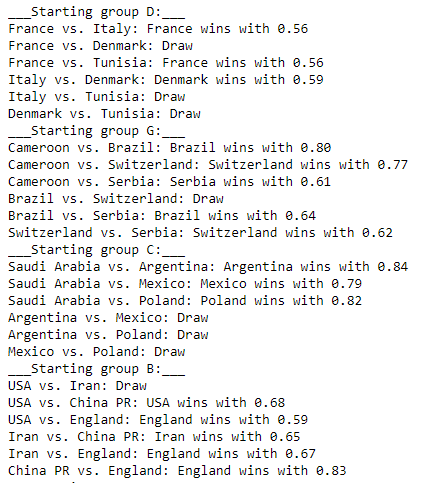 ___Starting group D:___
France vs. Italy: France wins with 0.56
France vs. Denmark: Draw
France vs. Tunisia: France wins with 0.56
Italy vs. Denmark: Denmark wins with 0.59
Italy vs. Tunisia: Draw
Denmark vs. Tunisia: Draw
___Starting group G:___
Cameroon vs. Brazil: Brazil wins with 0.80
Cameroon vs. Switzerland: Switzerland wins with 0.77
Cameroon vs. Serbia: Serbia wins with 0.61
Brazil vs. Switzerland: Draw
Brazil vs. Serbia: Brazil wins with 0.64
Switzerland vs. Serbia: Switzerland wins with 0.62
___Starting group C:___
Saudi Arabia vs. Argentina: Argentina wins with 0.84
Saudi Arabia vs. Mexico: Mexico wins with 0.79
Saudi Arabia vs. Poland: Poland wins with 0.82
Argentina vs. Mexico: Draw
Argentina vs. Poland: Draw
Mexico vs. Poland: Draw
___Starting group B:___
USA vs. Iran: Draw
USA vs. China PR: USA wins with 0.68
USA vs. England: England wins with 0.59
Iran vs. China PR: Iran wins with 0.65
Iran vs. England: England wins with 0.67
China PR vs. England: England wins with 0.83